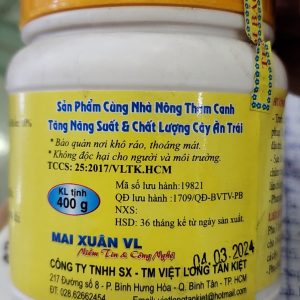 Sản Phẩm Cùng Nhà Nông Thâm Canh
Tăng Năng Suất & Chất Lượng Cây Ăn Trái
* Bảo quản nơi khô ráo, thoáng mát.
* Không độc hại cho người và môi trường.
TCCS: 25:2017/VLTK.HCM
KL tịnh
400 g
Mã số lưu hành:19821
QĐ lưu hành :1709/QĐ-BVTV-PB
NXS:
HSD: 36 tháng kể từ ngày sản xuất.
04.03.2024
MAI XUÂN VL
Niềm Tin & Công Nghệ
CÔNG TY TNHH SX - TM VIỆT LONG TẤN KIỆT
217 Đường số 8 - P. Bình Hưng Hòa - Q. Bình Tân - TP. HCM
ĐT: 028.62662454